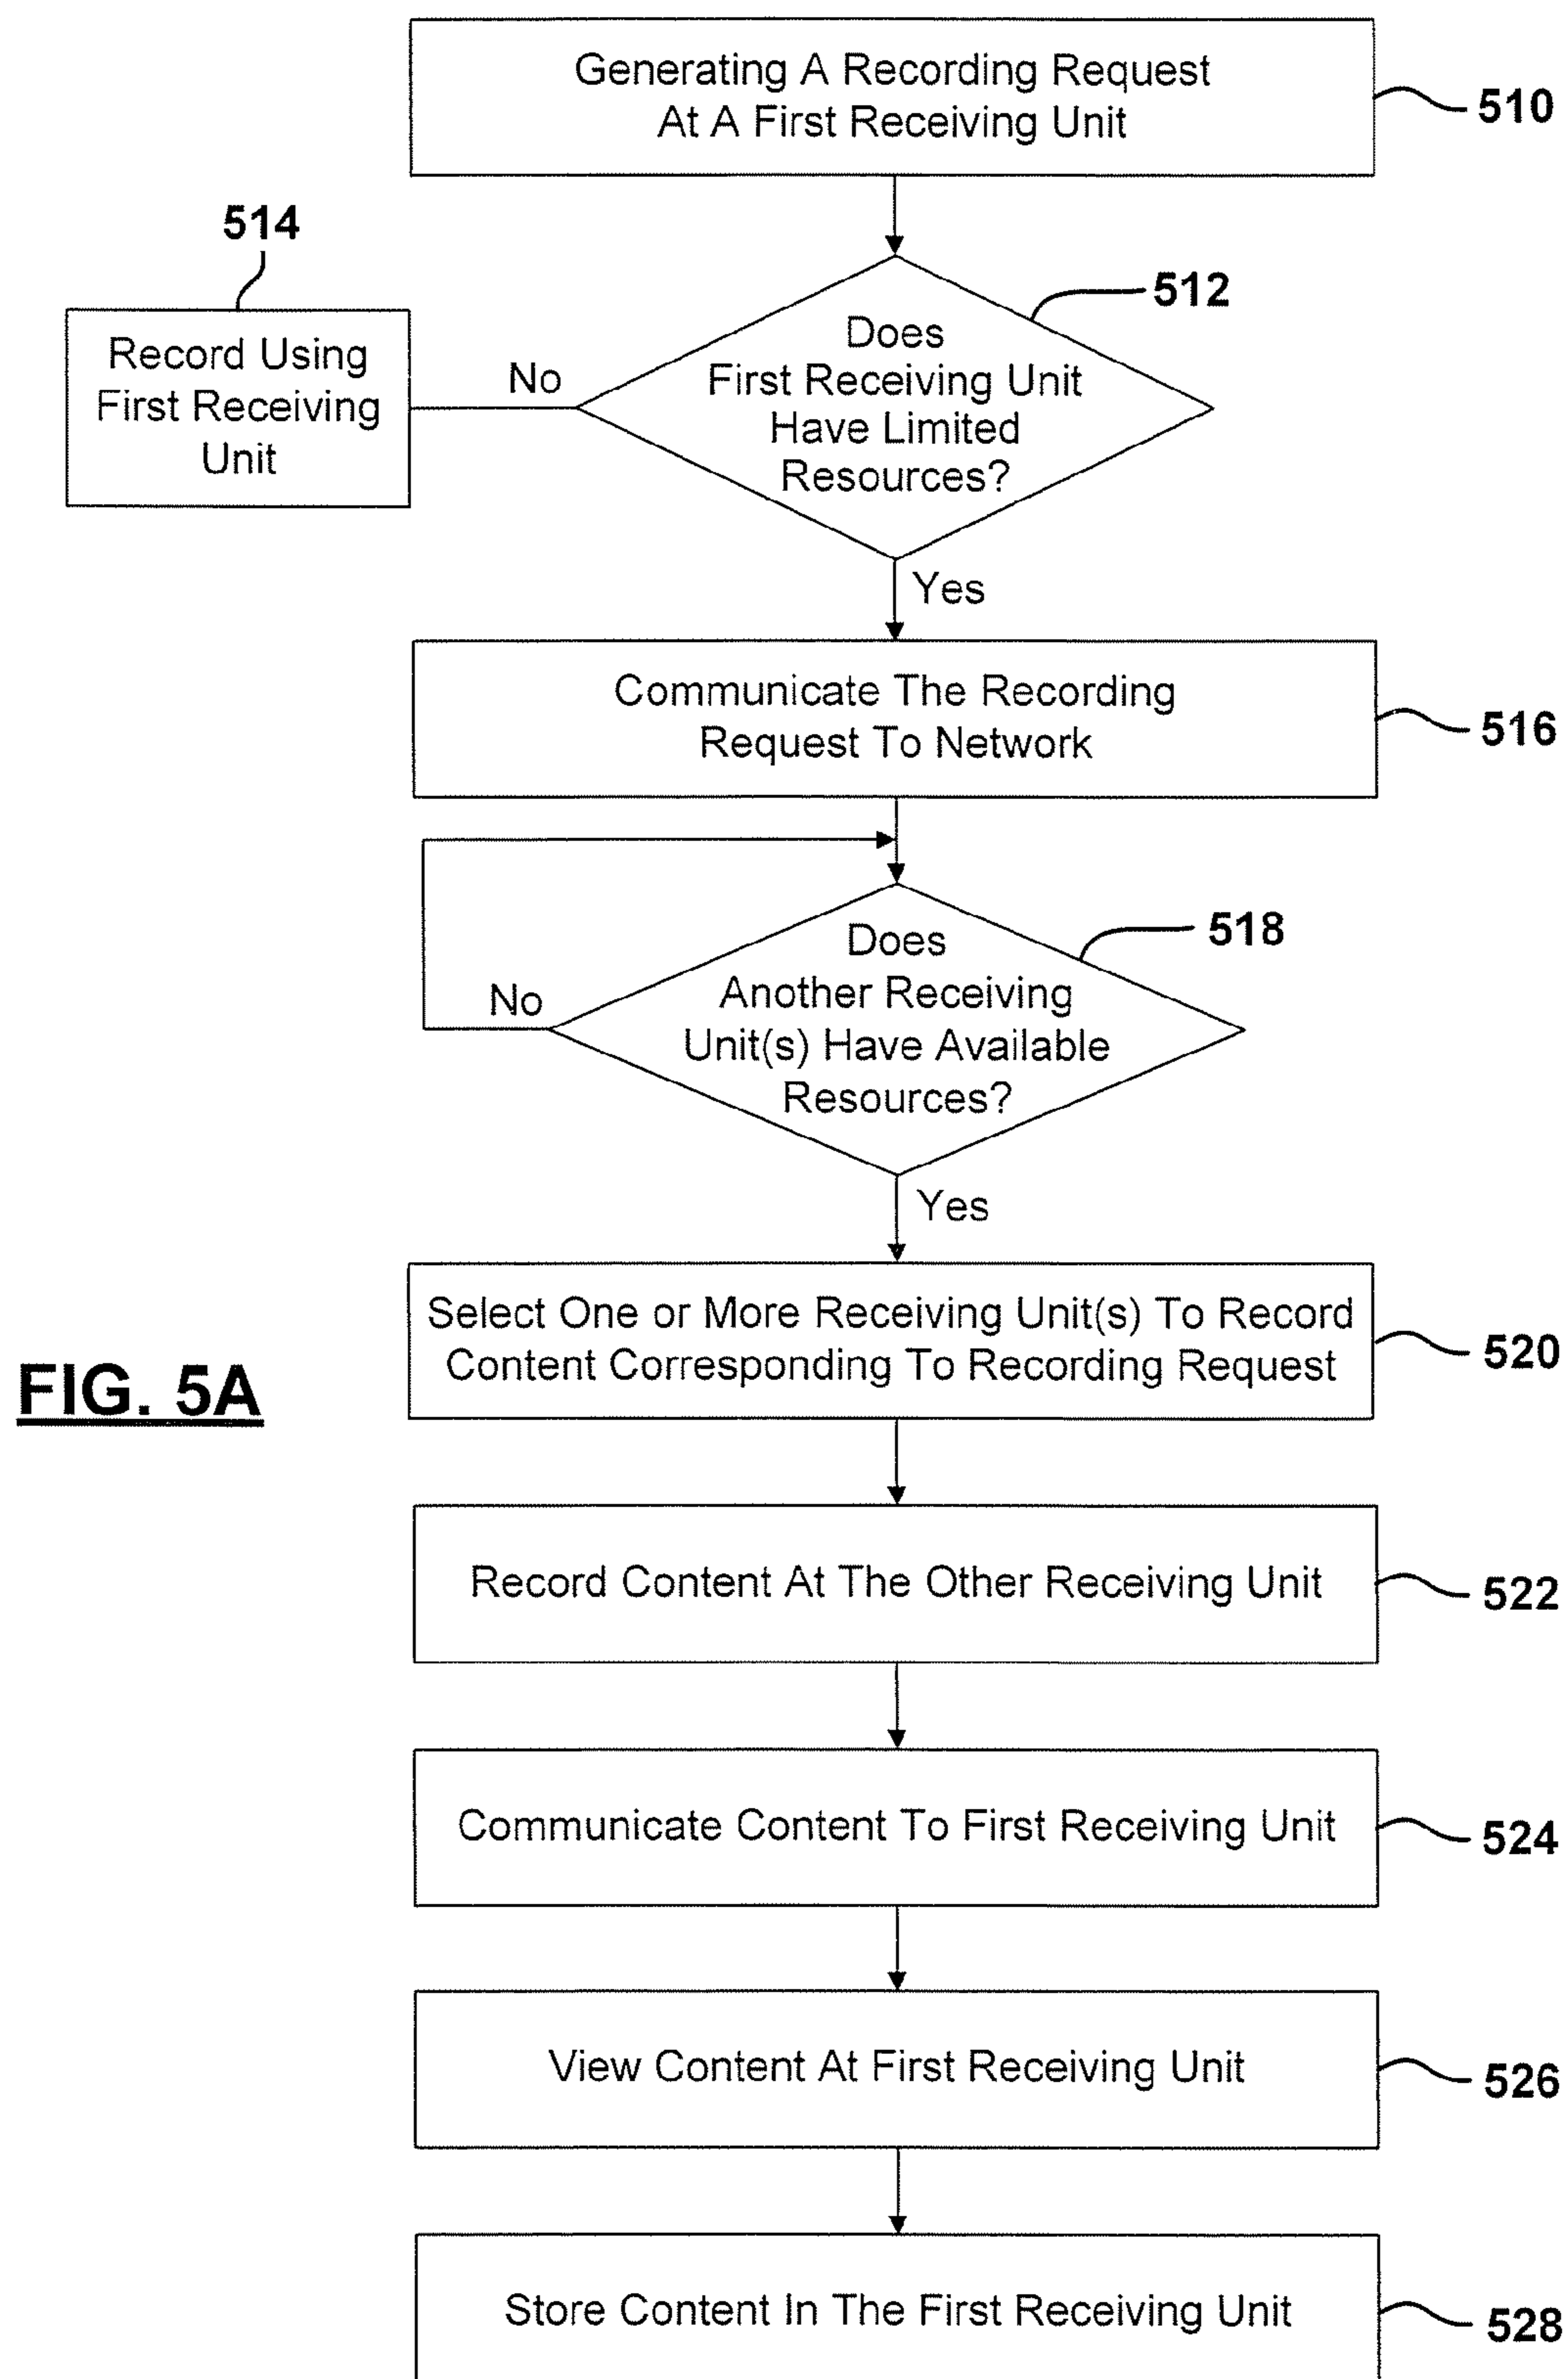 Generating A Recording Request
At A First Receiving Unit
510
514
512
Record Using
First Receiving
Unit
No
Does
First Receiving Unit
Have Limited
Resources?
Yes
Communicate The Recording
Request To Network
516
518
No
Does
Another Receiving
Unit(s) Have Available
Resources?
Yes
Select One or More Receiving Unit(s) To Record
Content Corresponding To Recording Request
520
FIG. 5A
Record Content At The Other Receiving Unit
522
Communicate Content To First Receiving Unit
524
View Content At First Receiving Unit
526
Store Content In The First Receiving Unit
528